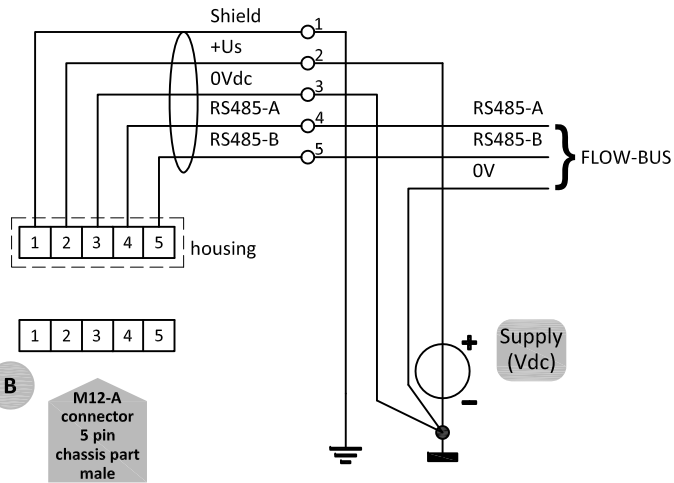 Shield
1
+Us
2
0Vdc
3
RS485-A
4
RS485-A
RS485-B
5
RS485-B
0V
FLOW-BUS
1 2 3 4 5
housing
1 2 3 4 5
+
Supply
(Vdc)
−
B
M12-A
connector
5 pin
chassis part
male